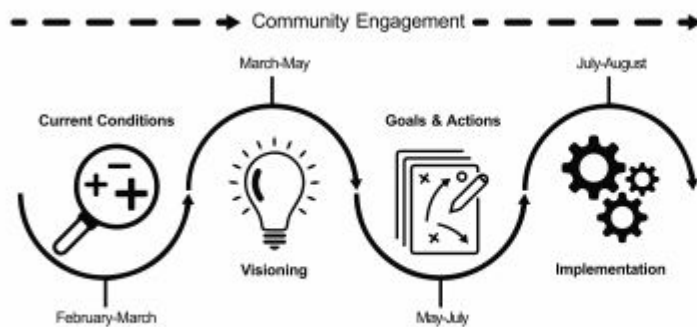 Community Engagement
March-May
July-August
Current Conditions
Goals & Actions
Visioning
Implementation
February-March
May-July